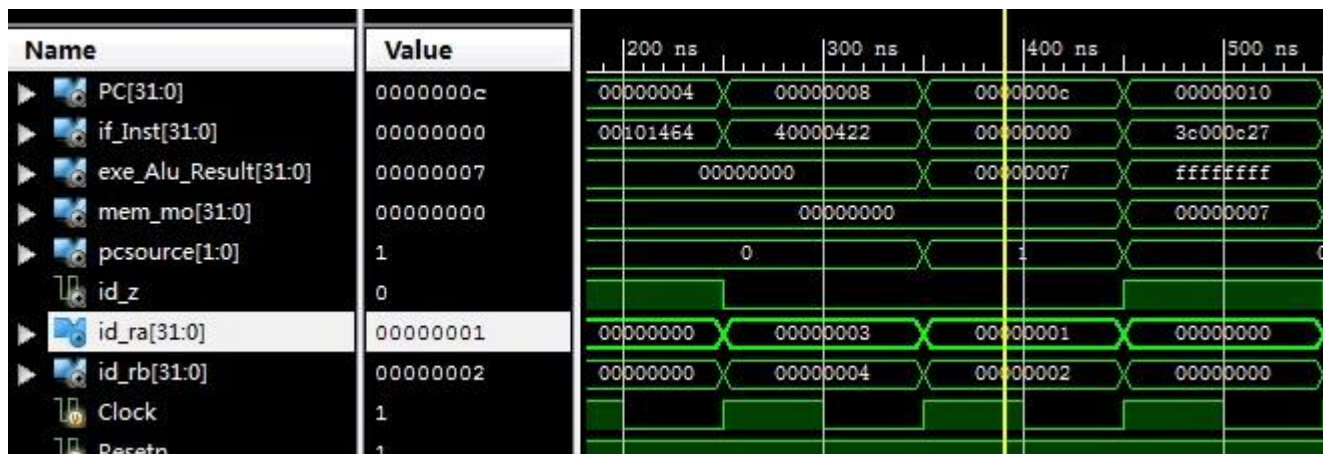 Name Value 200 ns 300 ns 400 ns 500 ns
PC[31:0] 0000000c 00000004 00000008 0000000c 00000010
if_Inst[31:0] 00000000 00101464 40000422 00000000 3c000c27
exe_Alu_Result[31:0] 00000007 00000000 00000007 ffffffff
mem_mo[31:0] 00000000 00000000 00000007
pcsource[1:0] 1 0 1 0
id_z 0
id_ra[31:0] 00000001 00000000 00000003 00000001 00000000
id_rb[31:0] 00000002 00000000 00000004 00000002 00000000
Clock 1
Resetn 1